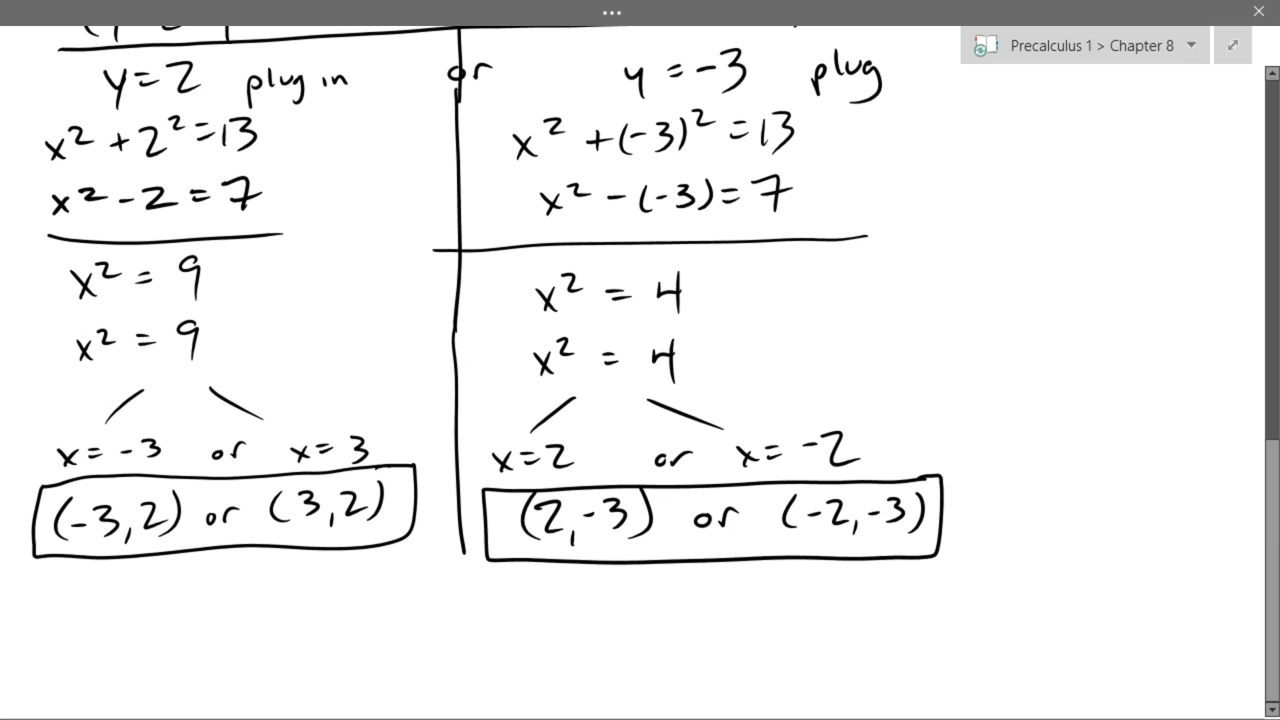 Precalculus 1 > Chapter 8
y = 2 plug in or y = -3 plug
x² + 2² = 13
x² - 2 = 7
x² = 9
x² = 9
x = -3 or x = 3
(-3, 2) or (3, 2)
x² + (-3)² = 13
x² - (-3) = 7
x² = 4
x² = 4
x = 2 or x = -2
(2, -3) or (-2, -3)